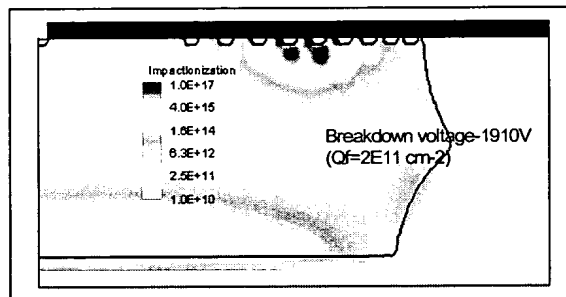 Impactionization
1.0E+17
4.0E+15
1.6E+14
6.3E+12
2.5E+11
1.0E+10
Breakdown voltage-1910V
(Qf=2E11 cm-2)